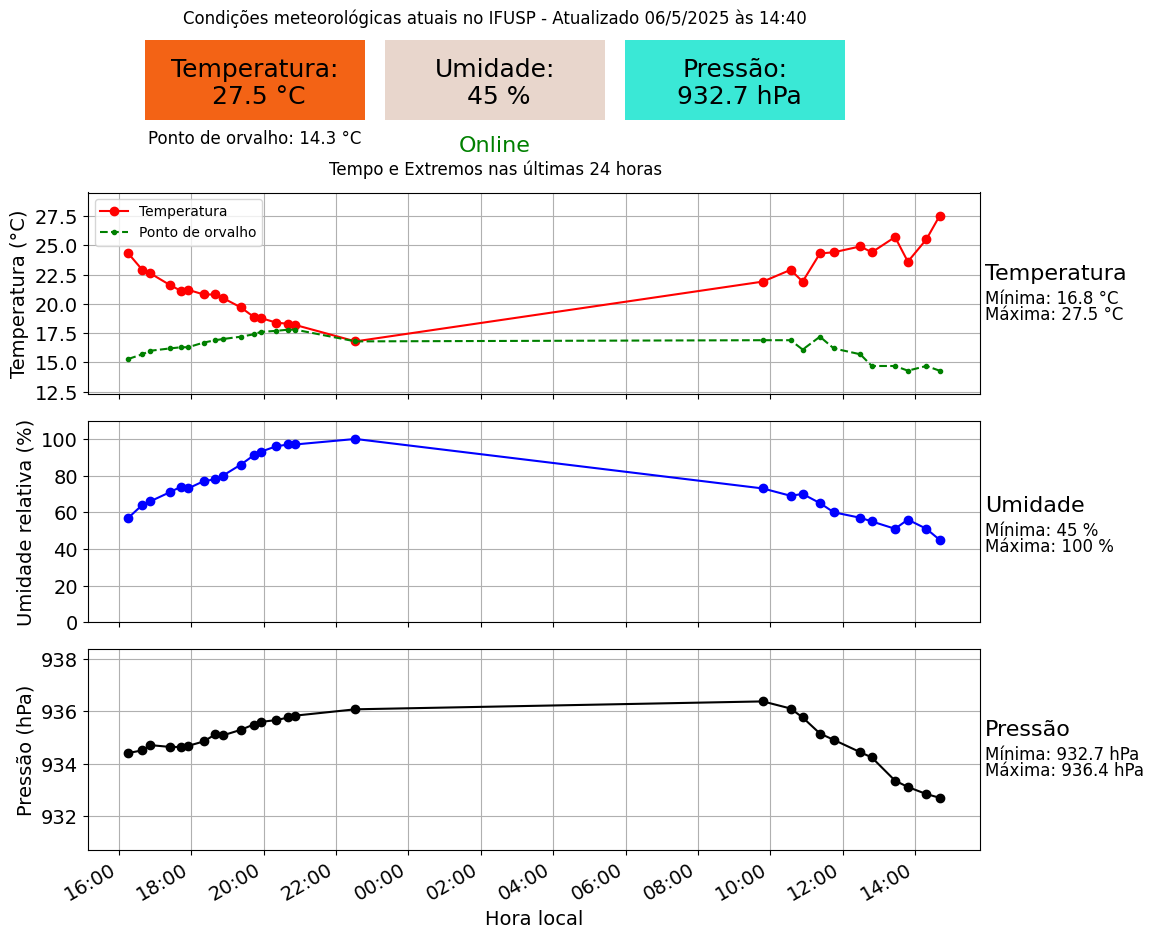 Condições meteorológicas atuais no IFUSP - Atualizado 06/5/2025 às 14:40
Temperatura:
27.5 °C
Umidade:
45 %
Pressão:
932.7 hPa
Ponto de orvalho: 14.3 °C
Online
Tempo e Extremos nas últimas 24 horas
Temperatura (°C)
27.5
25.0
22.5
20.0
17.5
15.0
12.5
Temperatura
Ponto de orvalho
Temperatura
Mínima: 16.8 °C
Máxima: 27.5 °C
Umidade relativa (%)
100
80
60
40
20
0
Umidade
Mínima: 45 %
Máxima: 100 %
Pressão (hPa)
938
936
934
932
Pressão
Mínima: 932.7 hPa
Máxima: 936.4 hPa
16:00
18:00
20:00
22:00
00:00
02:00
04:00
06:00
08:00
10:00
12:00
14:00
Hora local